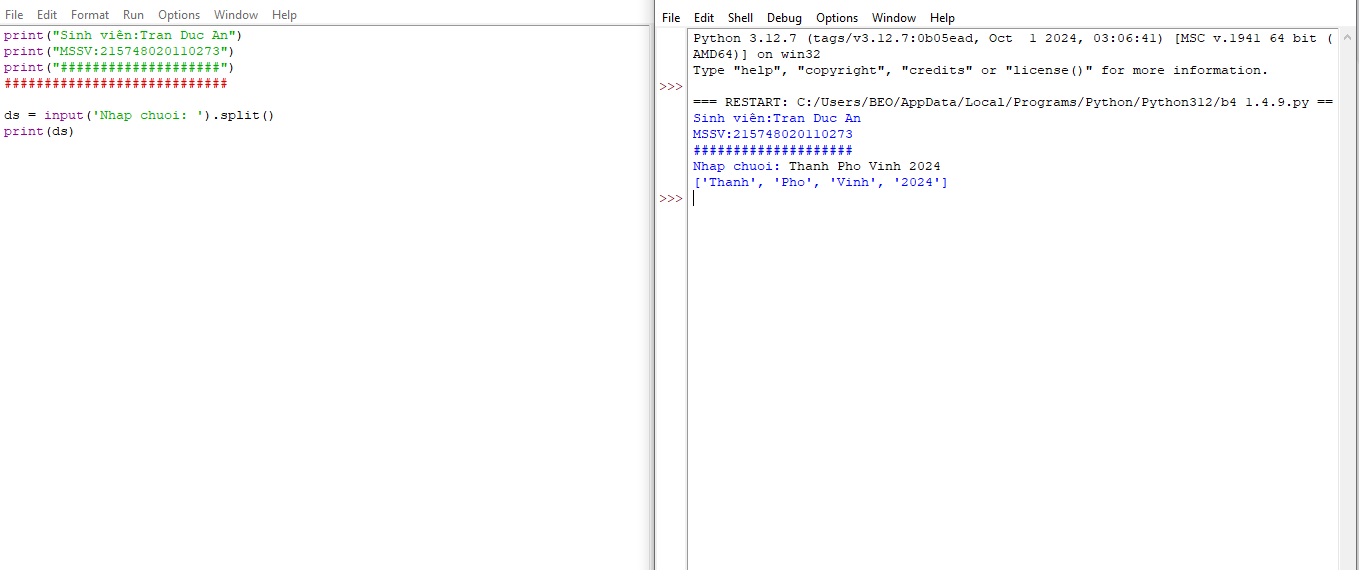 File Edit Format Run Options Window Help
print("Sinh viên:Tran Duc An")
print("MSSV:215748020110273")
print("####################")
############################
ds = input('Nhap chuoi: ').split()
print(ds)
File Edit Shell Debug Options Window Help
Python 3.12.7 (tags/v3.12.7:0b05ead, Oct  1 2024, 03:06:41) [MSC v.1941 64 bit (
AMD64)] on win32
Type "help", "copyright", "credits" or "license()" for more information.
>>>
=== RESTART: C:/Users/BEO/AppData/Local/Programs/Python/Python312/b4 1.4.9.py ==
Sinh viên:Tran Duc An
MSSV:215748020110273
####################
Nhap chuoi: Thanh Pho Vinh 2024
['Thanh', 'Pho', 'Vinh', '2024']
>>>